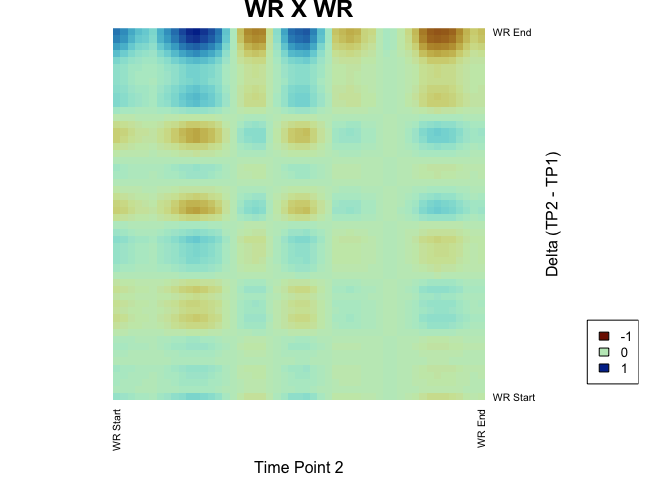 WR X WR
WR End
Delta (TP2 - TP1)
-1
0
1
WR Start
WR Start
WR End
Time Point 2